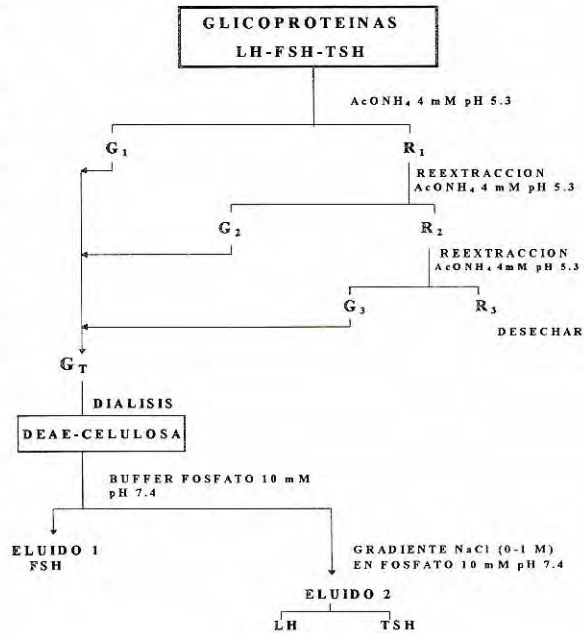 GLICOPROTEINAS
LH-FSH-TSH
AcONH₄ 4 mM pH 5.3
G₁
R₁
REEXTRACCION
AcONH₄ 4 mM pH 5.3
G₂
R₂
REEXTRACCION
AcONH₄ 4mM pH 5.3
G₃
R₃
DESECHAR
G_T
DIALISIS
DEAE-CELULOSA
BUFFER FOSFATO 10 mM
pH 7.4
ELUIDO 1
FSH
GRADIENTE NaCl (0-1 M)
EN FOSFATO 10 mM pH 7.4
ELUIDO 2
LH
TSH